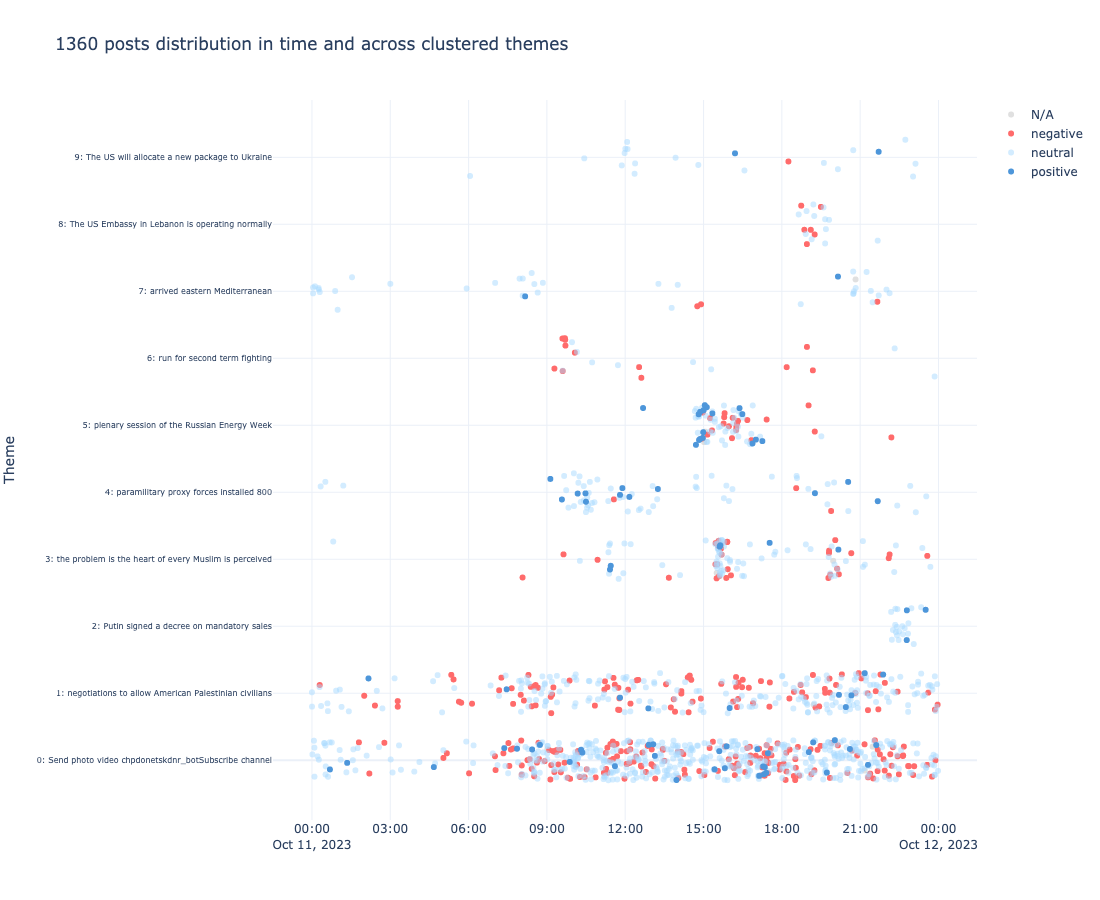 1360 posts distribution in time and across clustered themes
N/A
negative
neutral
positive
9: The US will allocate a new package to Ukraine
8: The US Embassy in Lebanon is operating normally
7: arrived eastern Mediterranean
6: run for second term fighting
5: plenary session of the Russian Energy Week
4: paramilitary proxy forces installed 800
3: the problem is the heart of every Muslim is perceived
2: Putin signed a decree on mandatory sales
1: negotiations to allow American Palestinian civilians
0: Send photo video chpdonetskdnr_botSubscribe channel
Theme
00:00 03:00 06:00 09:00 12:00 15:00 18:00 21:00 00:00
Oct 11, 2023 Oct 12, 2023